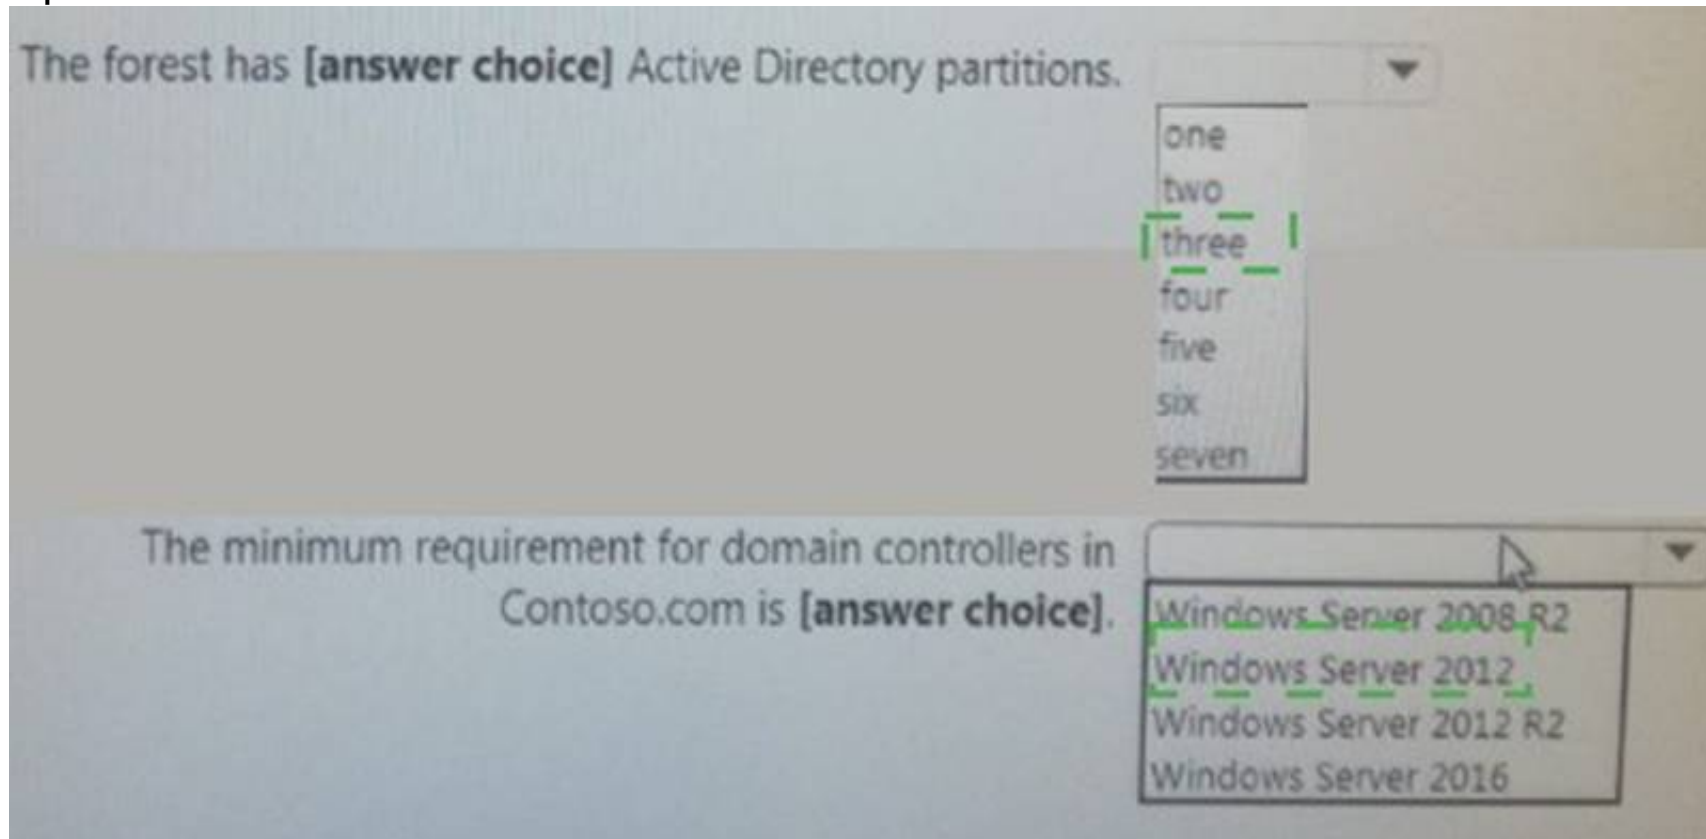 The forest has [answer choice] Active Directory partitions.
one
two
three
four
five
six
seven
The minimum requirement for domain controllers in
Contoso.com is [answer choice].
Windows Server 2008 R2
Windows Server 2012
Windows Server 2012 R2
Windows Server 2016